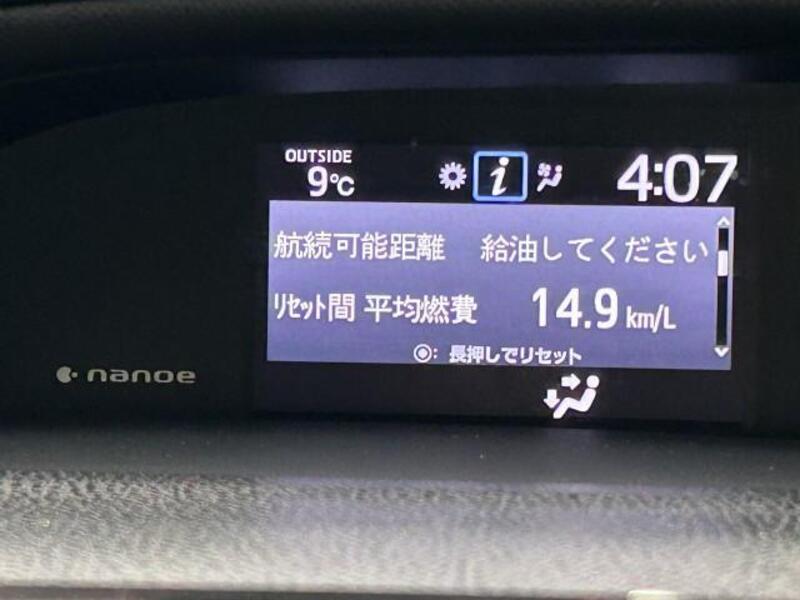 OUTSIDE
9℃
i
4:07
航続可能距離 給油してください
リセット間 平均燃費 14.9 km/L
◉: 長押しでリセット
nanoe